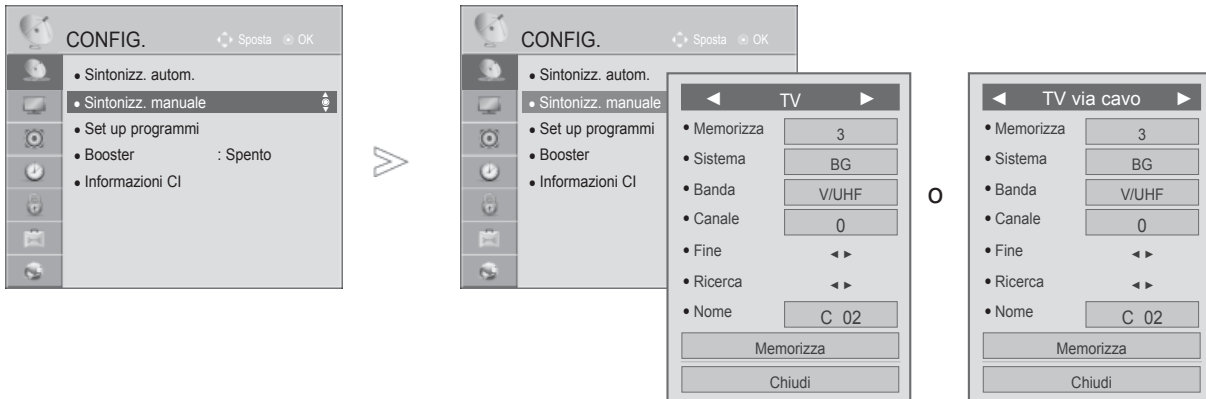 CONFIG. Sposta OK
• Sintonizz. autom.
• Sintonizz. manuale
• Set up programmi
• Booster : Spento
• Informazioni CI
CONFIG. Sposta OK
• Sintonizz. autom.
• Sintonizz. manuale
• Set up programmi
• Booster
• Informazioni CI
◄ TV ►
• Memorizza 3
• Sistema BG
• Banda V/UHF
• Canale 0
• Fine ◄ ►
• Ricerca ◄ ►
• Nome C 02
Memorizza
Chiudi
o
◄ TV via cavo ►
• Memorizza 3
• Sistema BG
• Banda V/UHF
• Canale 0
• Fine ◄ ►
• Ricerca ◄ ►
• Nome C 02
Memorizza
Chiudi